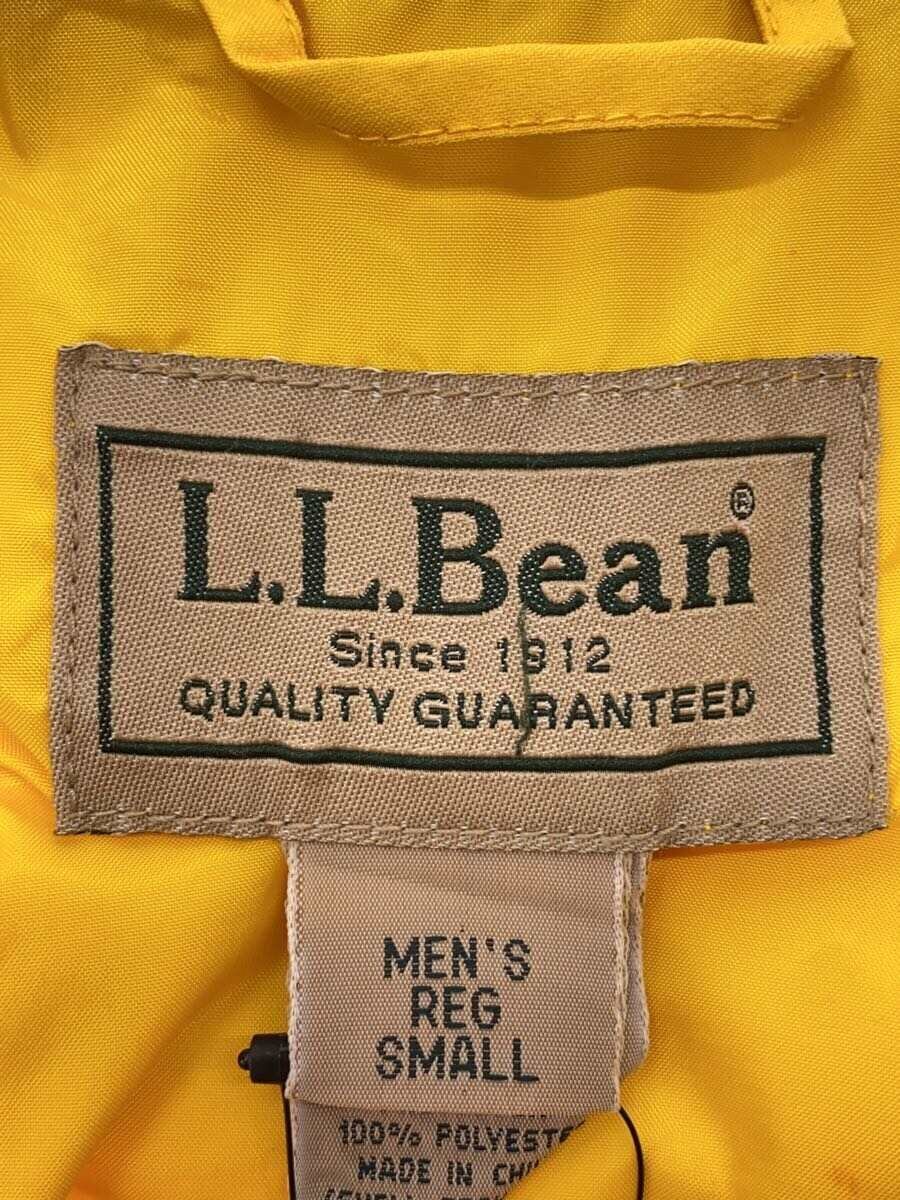 L.L.Bean®
Since 1912
QUALITY GUARANTEED
MEN'S
REG
SMALL
100% POLYESTE
MADE IN CHI